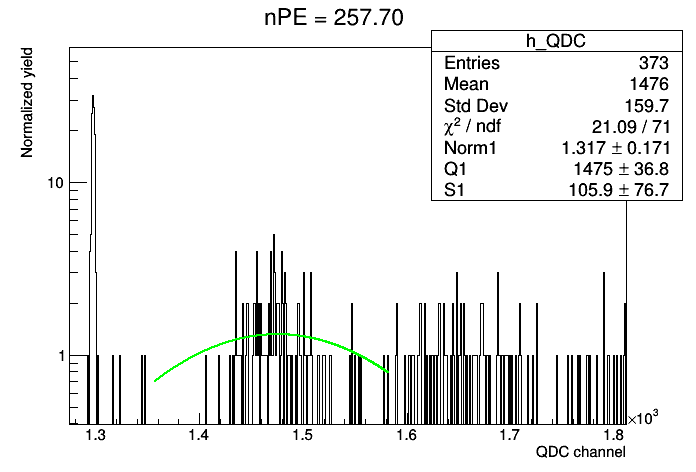 nPE = 257.70
h_QDC
Entries 373
Mean 1476
Std Dev 159.7
χ² / ndf 21.09 / 71
Norm1 1.317 ± 0.171
Q1 1475 ± 36.8
S1 105.9 ± 76.7
Normalized yield
10
1
1.3 1.4 1.5 1.6 1.7 1.8
×10³
QDC channel